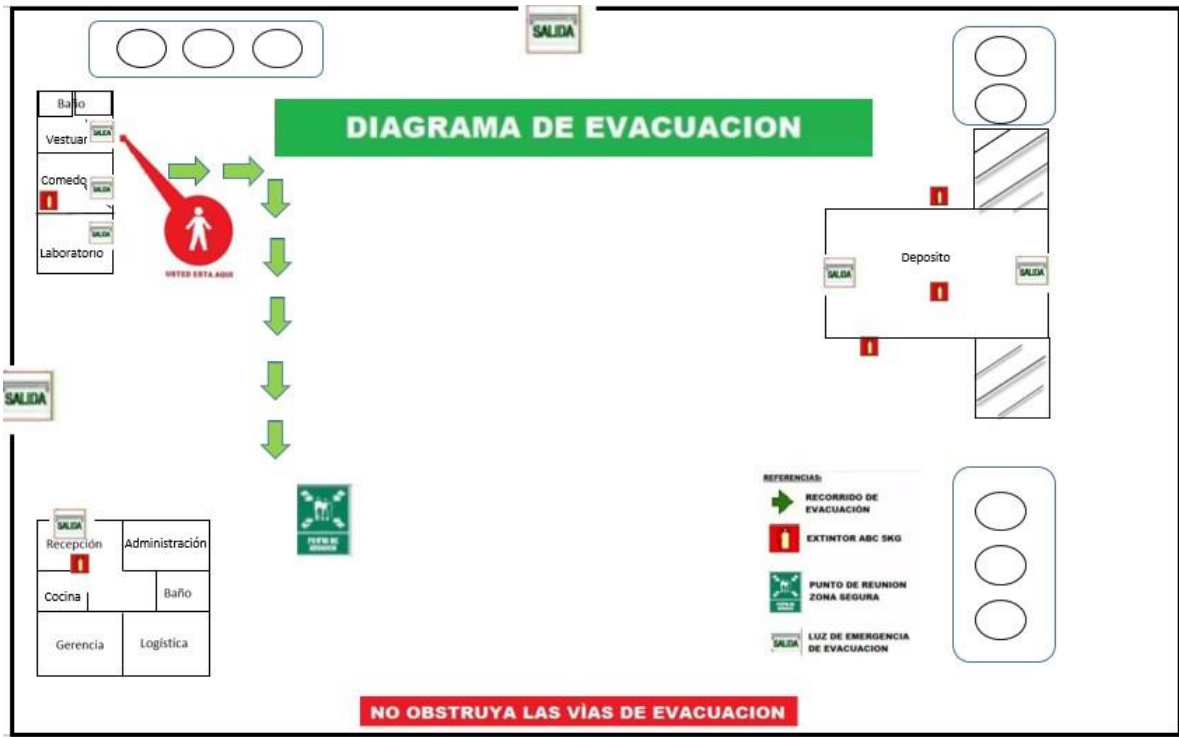 SALIDA
DIAGRAMA DE EVACUACION
Baño
Vestuar
SALIDA
Comedo
SALIDA
SALIDA
Laboratorio
USTED ESTA AQUI
Deposito
SALIDA
SALIDA
SALIDA
SALIDA
Recepción
Administración
Cocina
Baño
Gerencia
Logística
REFERENCIAS:
RECORRIDO DE
EVACUACIÓN
EXTINTOR ABC 5KG
PUNTO DE REUNION
ZONA SEGURA
SALIDA
LUZ DE EMERGENCIA
DE EVACUACION
NO OBSTRUYA LAS VÌAS DE EVACUACION